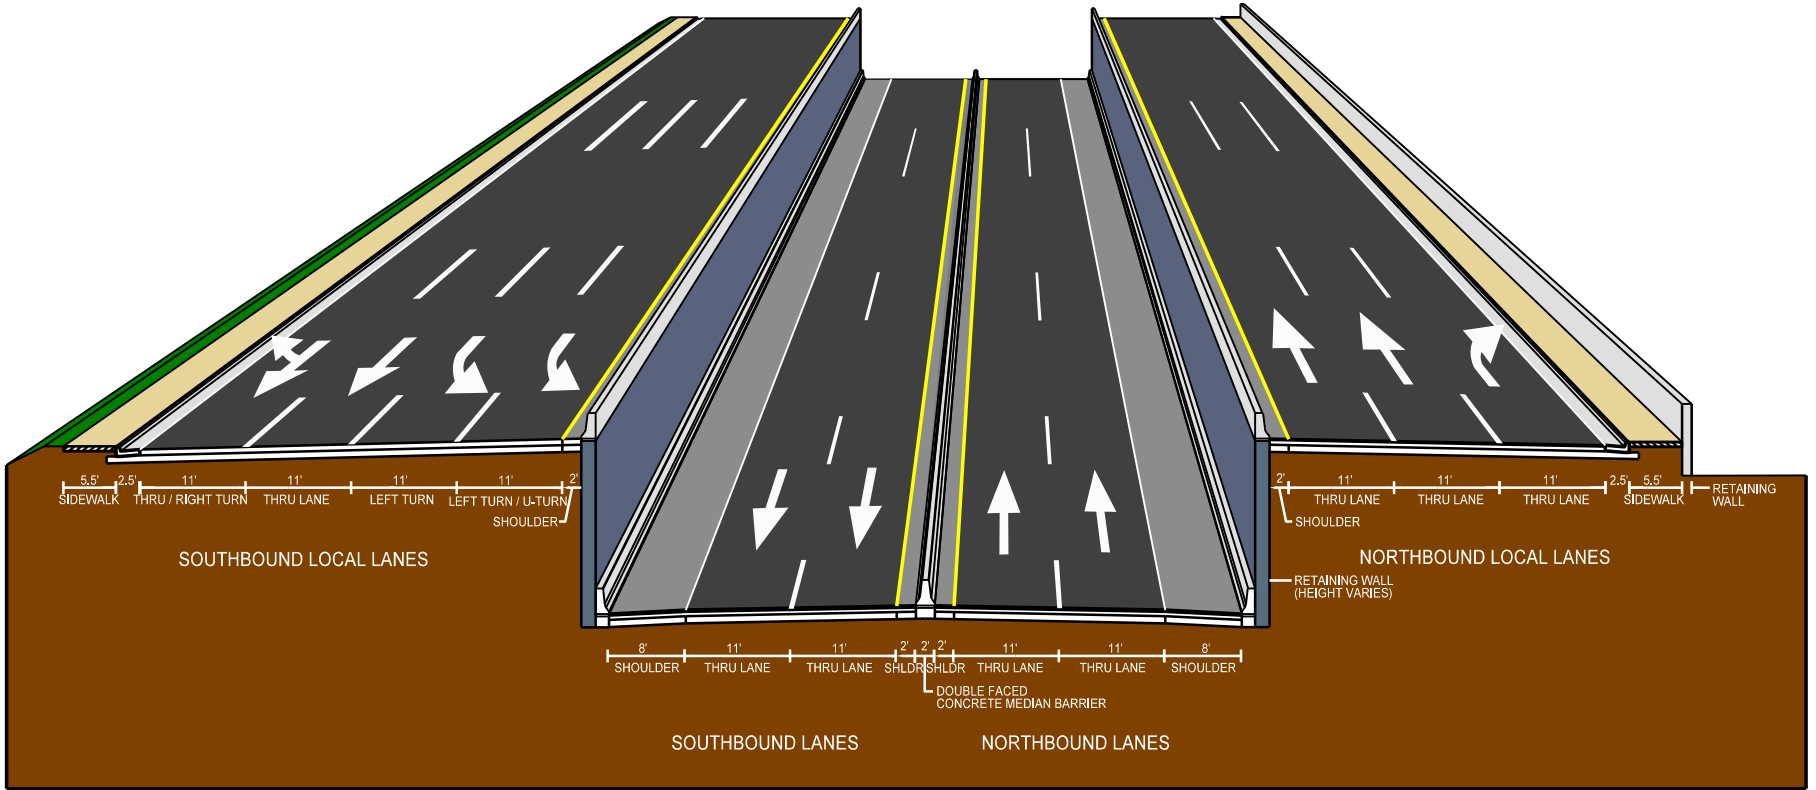 5.5' 2.5' 11' 11' 11' 11' 2'
SIDEWALK THRU / RIGHT TURN THRU LANE LEFT TURN LEFT TURN / U-TURN
SHOULDER
SOUTHBOUND LOCAL LANES
2' 11' 11' 11' 2.5' 5.5'
THRU LANE THRU LANE THRU LANE SIDEWALK
RETAINING
WALL
SHOULDER
NORTHBOUND LOCAL LANES
RETAINING WALL
(HEIGHT VARIES)
8' 11' 11' 2' 2' 2' 11' 11' 8'
SHOULDER THRU LANE THRU LANE SHLDR SHLDR THRU LANE THRU LANE SHOULDER
DOUBLE FACED
CONCRETE MEDIAN BARRIER
SOUTHBOUND LANES NORTHBOUND LANES